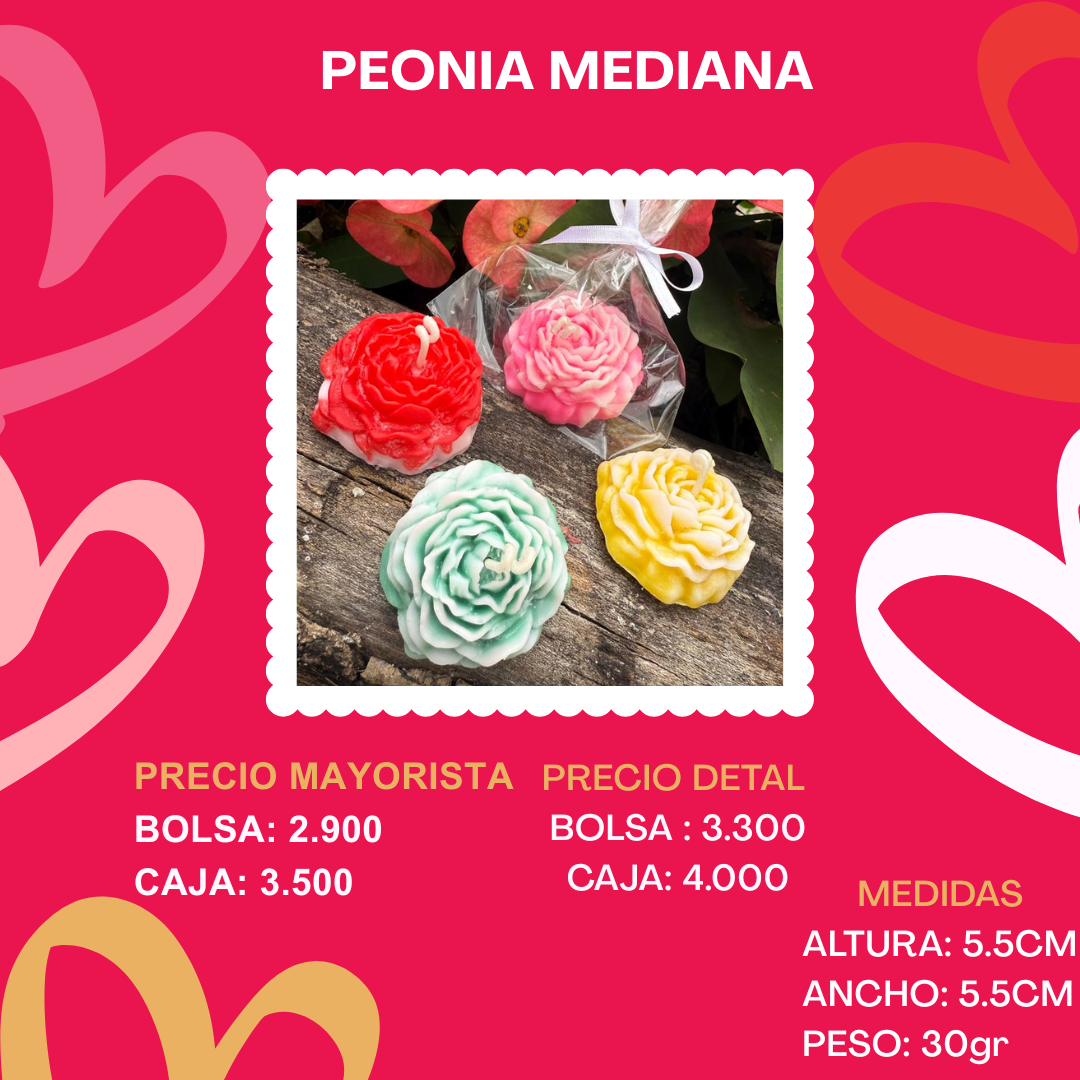 PEONIA MEDIANA
PRECIO MAYORISTA
BOLSA: 2.900
CAJA: 3.500
PRECIO DETAL
BOLSA : 3.300
CAJA: 4.000
MEDIDAS
ALTURA: 5.5CM
ANCHO: 5.5CM
PESO: 30gr